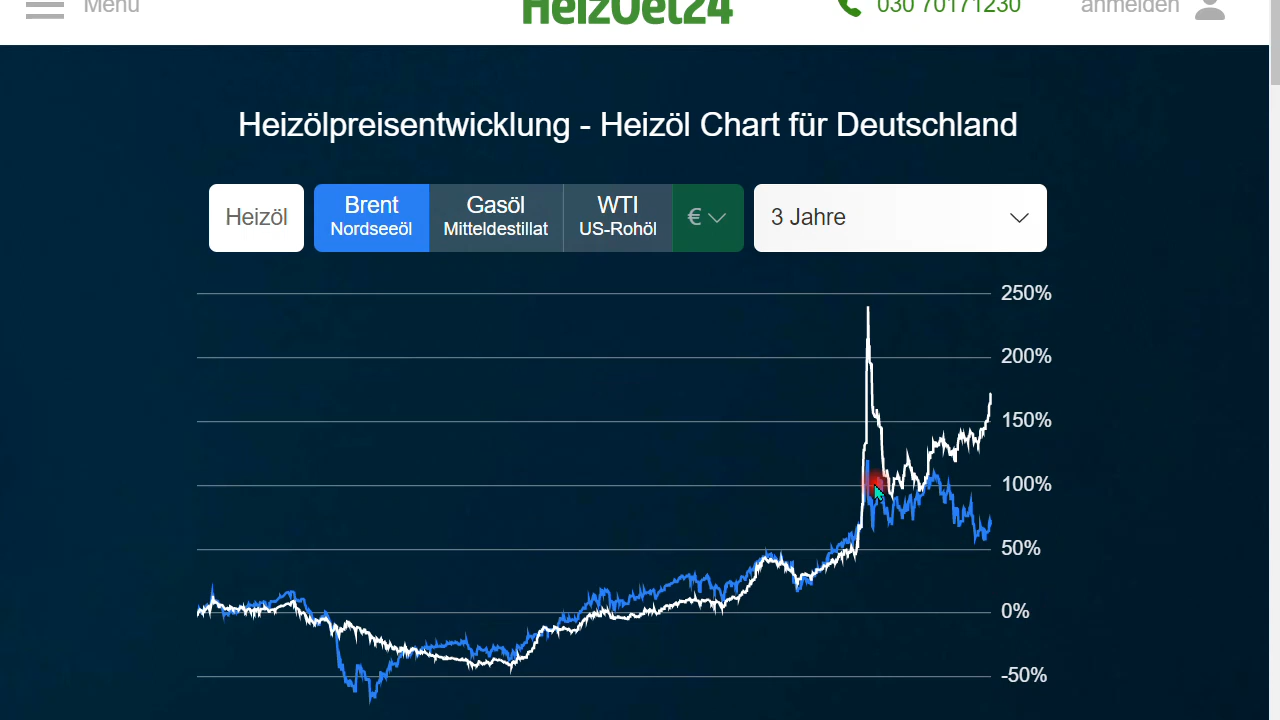 Menü
HeizOel24
030 70171230
anmelden
Heizölpreisentwicklung - Heizöl Chart für Deutschland
Heizöl
Brent
Nordseeöl
Gasöl
Mitteldestillat
WTI
US-Rohöl
€
3 Jahre
250%
200%
150%
100%
50%
0%
-50%